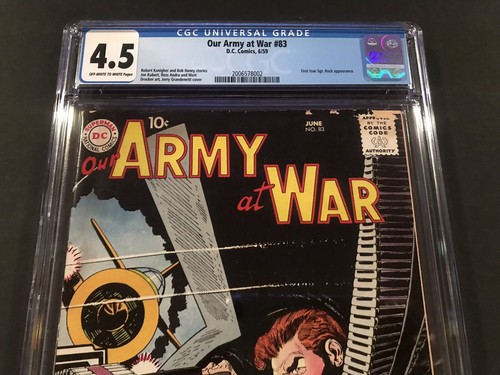 CGC UNIVERSAL GRADE
4.5
OFF-WHITE TO WHITE Pages
Our Army at War #83
D.C. Comics, 6/59
Robert Kanigher and Bob Haney stories
Joe Kubert, Ross Andru and Mort
Drucker art, Jerry Grandenetti cover
2006578002
First true Sgt. Rock appearance.
SUPERMAN
DC
NATIONAL COMICS
10¢
JUNE
NO. 83
APPROVED
BY THE
COMICS
CODE
AUTHORITY
Our ARMY
at WAR